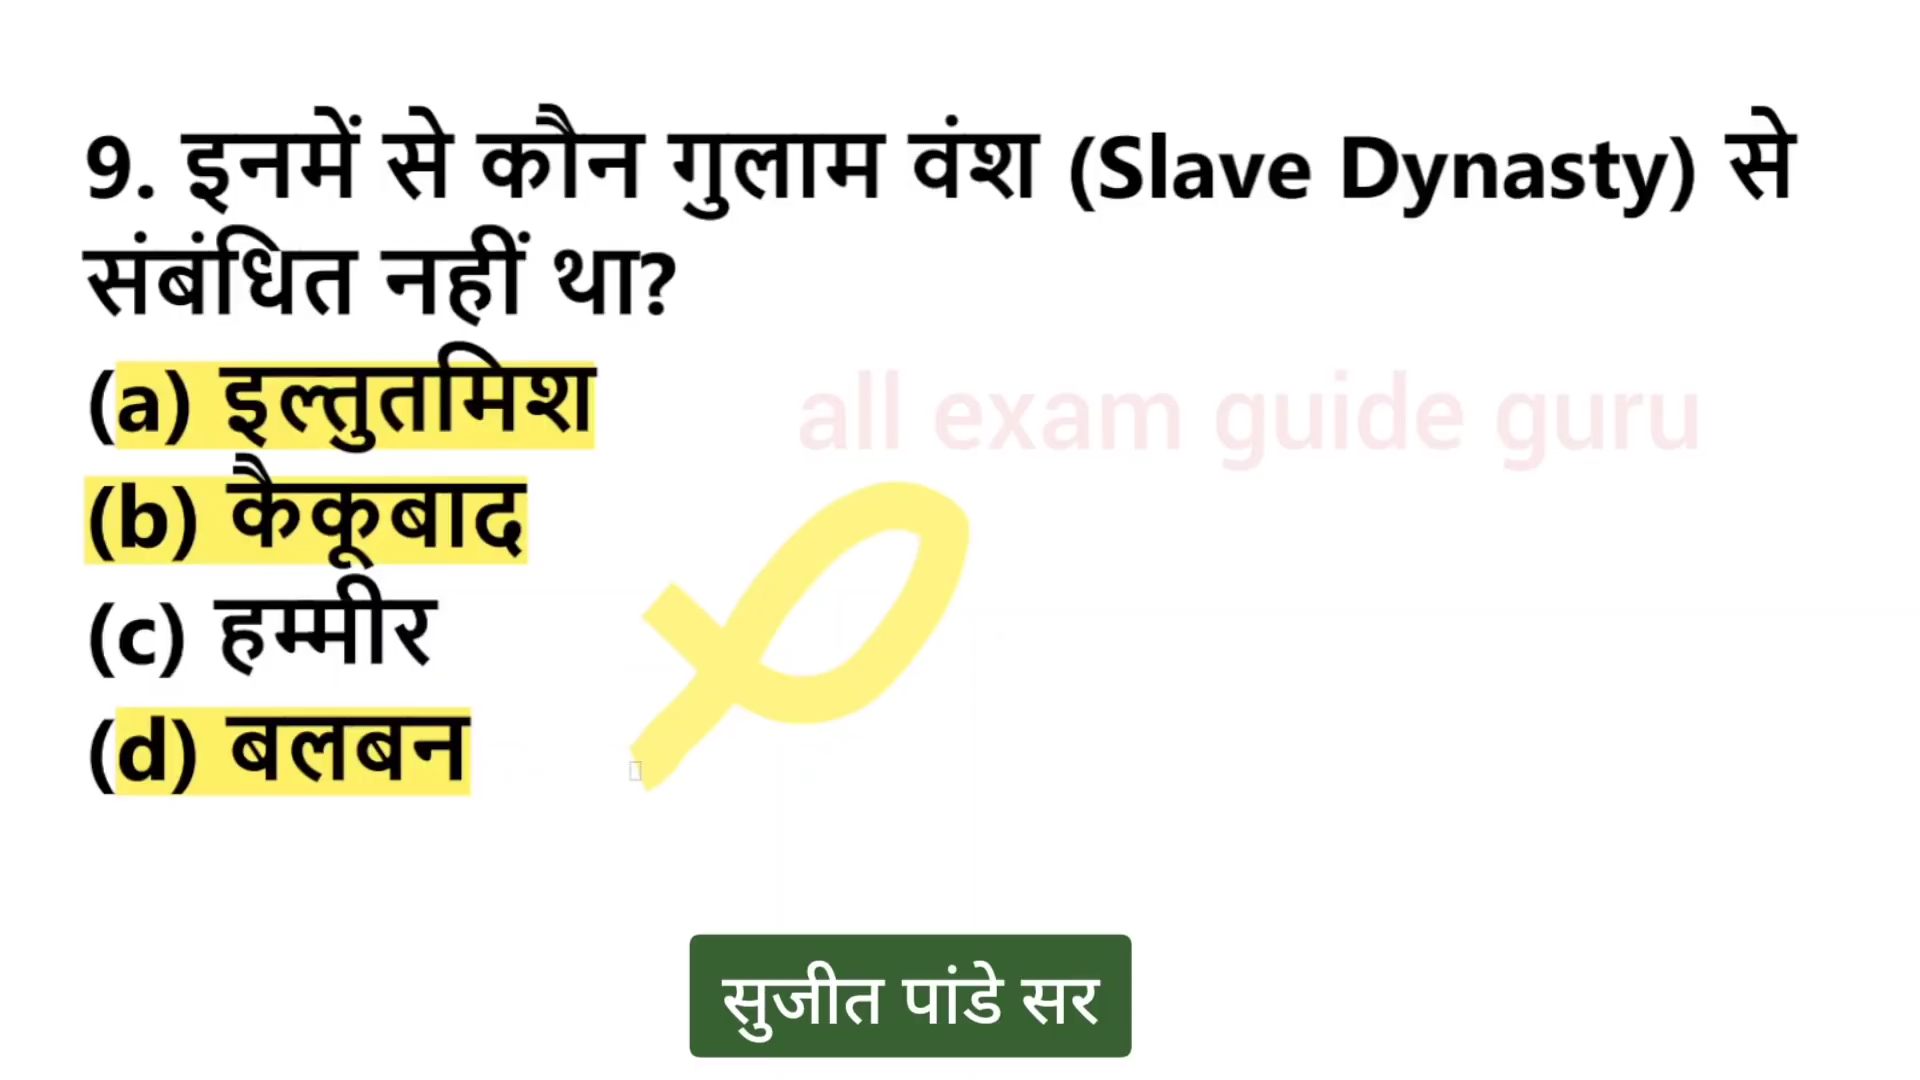 9. इनमें से कौन गुलाम वंश (Slave Dynasty) से
संबंधित नहीं था?
(a) इल्तुतमिश
all exam guide guru
(b) कैकूबाद
(c) हम्मीर
(d) बलबन
सुजीत पांडे सर